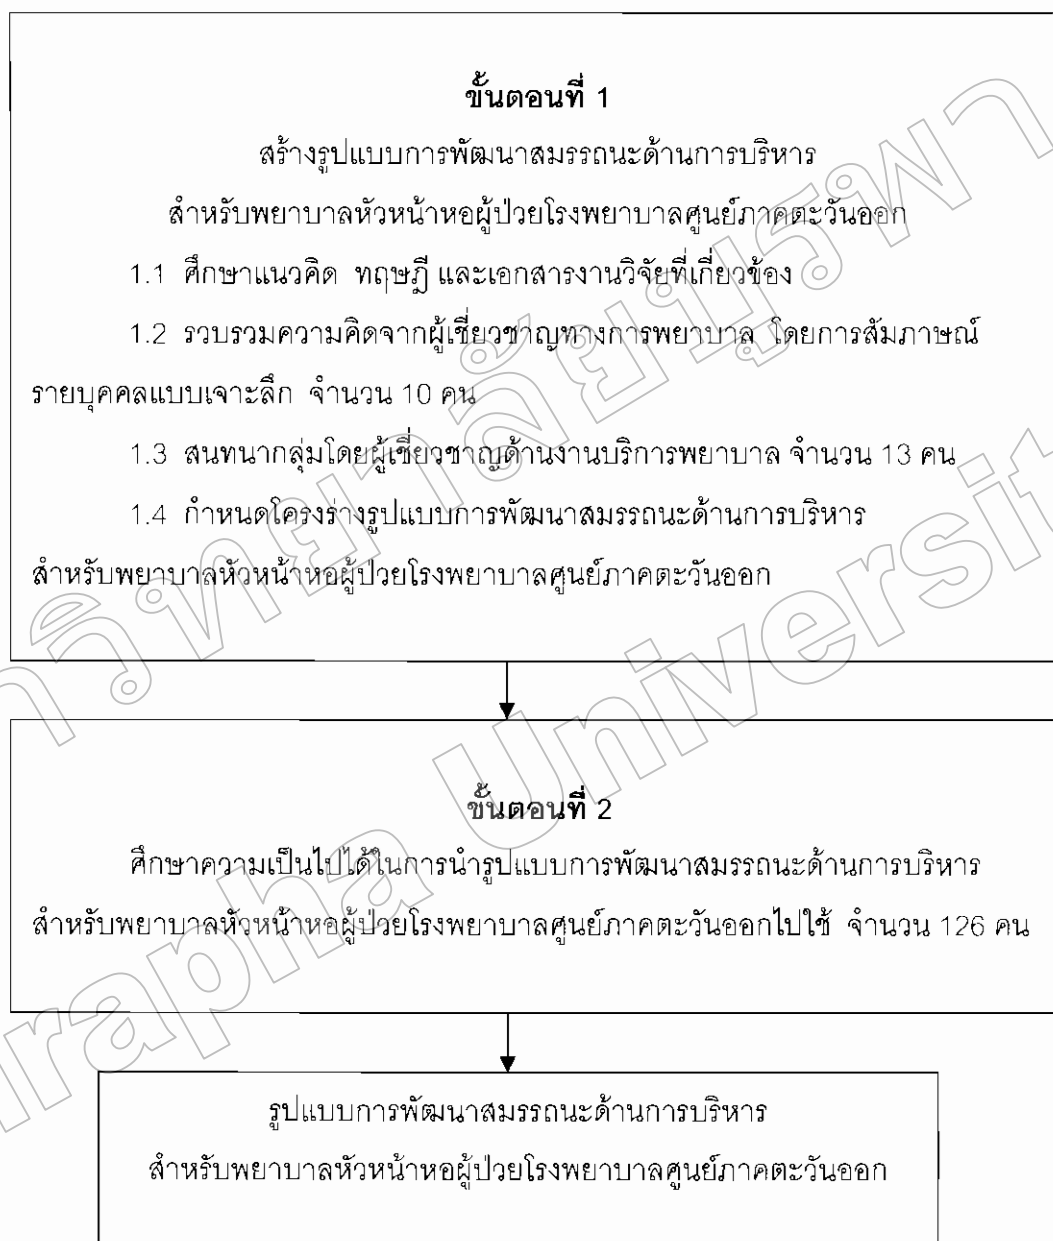 ขั้นตอนที่ 1
สร้างรูปแบบการพัฒนาสมรรถนะด้านการบริหาร
สำหรับพยาบาลหัวหน้าหอผู้ป่วยโรงพยาบาลศูนย์ภาคตะวันออก
1.1 ศึกษาแนวคิด ทฤษฎี และเอกสารงานวิจัยที่เกี่ยวข้อง
1.2 รวบรวมความคิดจากผู้เชี่ยวชาญทางการพยาบาล โดยการสัมภาษณ์
รายบุคคลแบบเจาะลึก จำนวน 10 คน
1.3 สนทนากลุ่มโดยผู้เชี่ยวชาญด้านงานบริการพยาบาล จำนวน 13 คน
1.4 กำหนดโครงร่างรูปแบบการพัฒนาสมรรถนะด้านการบริหาร
สำหรับพยาบาลหัวหน้าหอผู้ป่วยโรงพยาบาลศูนย์ภาคตะวันออก
ขั้นตอนที่ 2
ศึกษาความเป็นไปได้ในการนำรูปแบบการพัฒนาสมรรถนะด้านการบริหาร
สำหรับพยาบาลหัวหน้าหอผู้ป่วยโรงพยาบาลศูนย์ภาคตะวันออกไปใช้ จำนวน 126 คน
รูปแบบการพัฒนาสมรรถนะด้านการบริหาร
สำหรับพยาบาลหัวหน้าหอผู้ป่วยโรงพยาบาลศูนย์ภาคตะวันออก
าวิทยาลัยบูรพา
arapha Universit